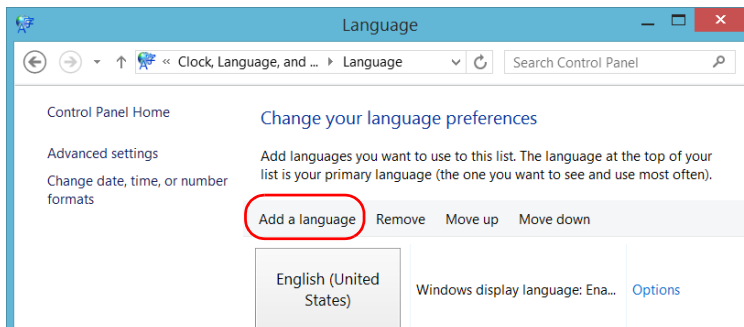 Language
« Clock, Language, and ... Language
Search Control Panel
Control Panel Home
Advanced settings
Change date, time, or number
formats
Change your language preferences
Add languages you want to use to this list. The language at the top of your
list is your primary language (the one you want to see and use most often).
Add a language Remove Move up Move down
English (United
States)
Windows display language: Ena...
Options